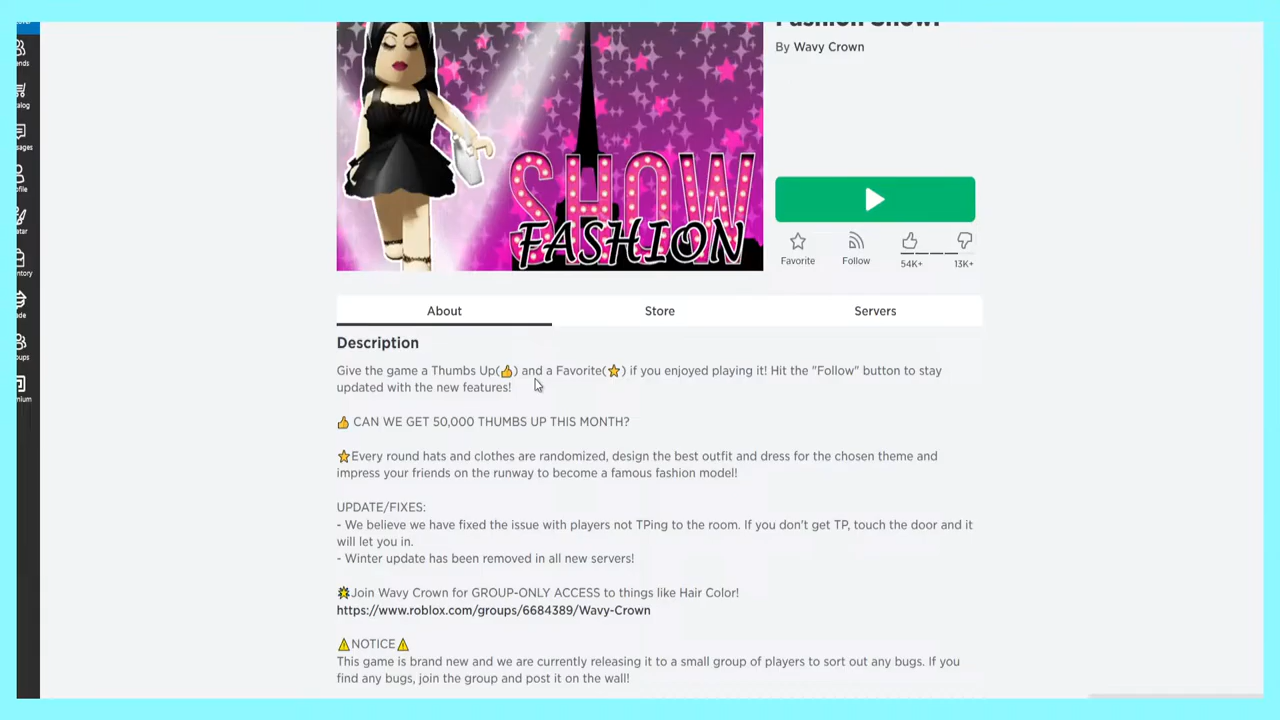 Fashion Show!
By Wavy Crown
SHOW
FASHION
Favorite
Follow
54K+
13K+
About
Store
Servers
Description
Give the game a Thumbs Up(👍) and a Favorite(⭐) if you enjoyed playing it! Hit the "Follow" button to stay
updated with the new features!
👍 CAN WE GET 50,000 THUMBS UP THIS MONTH?
⭐Every round hats and clothes are randomized, design the best outfit and dress for the chosen theme and
impress your friends on the runway to become a famous fashion model!
UPDATE/FIXES:
- We believe we have fixed the issue with players not TPing to the room. If you don't get TP, touch the door and it
will let you in.
- Winter update has been removed in all new servers!
💥Join Wavy Crown for GROUP-ONLY ACCESS to things like Hair Color!
https://www.roblox.com/groups/6684389/Wavy-Crown
⚠NOTICE⚠
This game is brand new and we are currently releasing it to a small group of players to sort out any bugs. If you
find any bugs, join the group and post it on the wall!